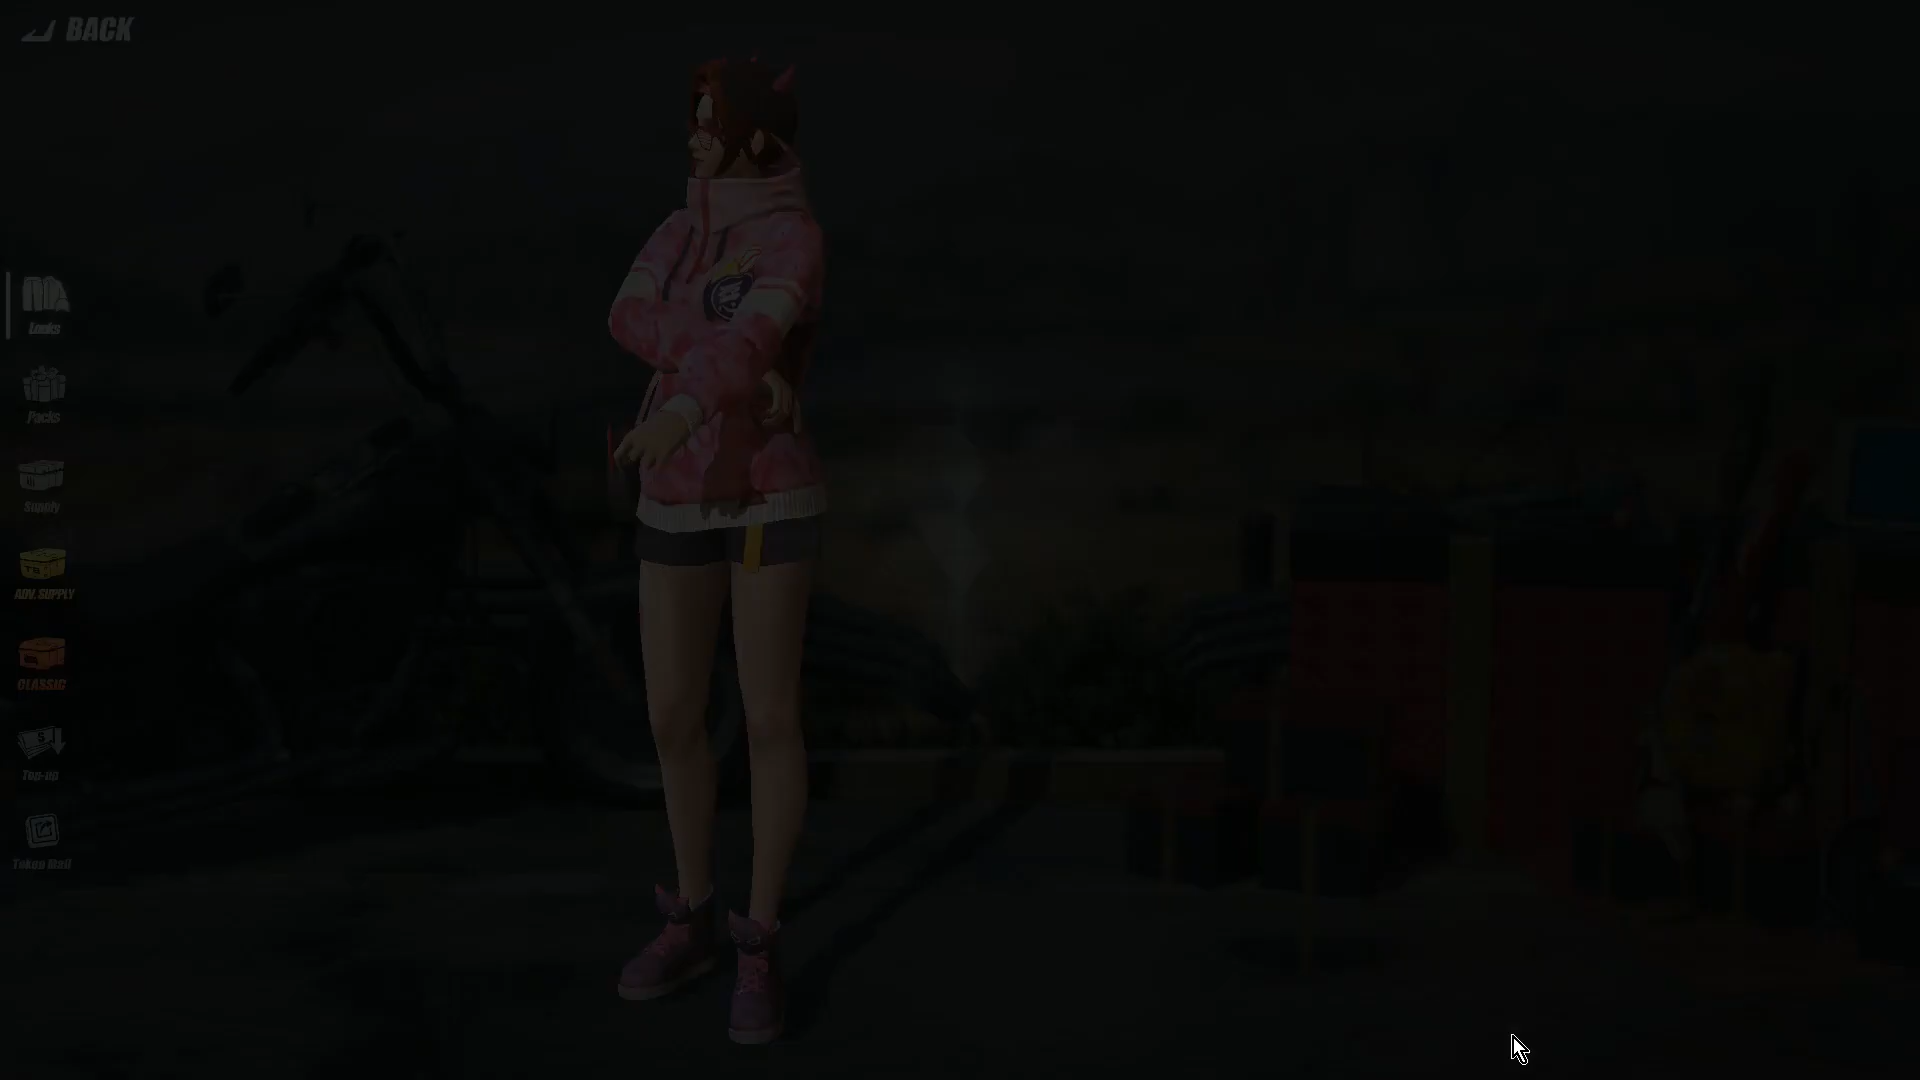 BACK
Looks
Packs
Supply
ADV. SUPPLY
CLASSIC
Top-up
Token Mall